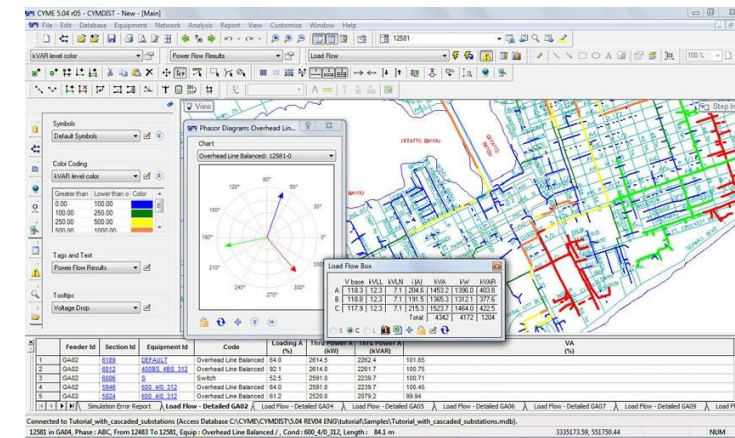 CYME 5.04 r05 - CYMDIST - New - [Main]
File Edit Database Equipment Network Analysis Report View Customize Window Help
12581
kVAR level color Power Flow Results Load Flow 100%
View
Step In
Symbols
Default Symbols
Color Coding
kVAR level color
Greater than Lower than o Color
0.00 100.00
100.00 250.00
250.00 500.00
500.00 1000.00
Tags and Text
Power Flow Results
Tooltips
Voltage Drop
Phasor Diagram: Overhead Lin...
Chart
Overhead Line Balanced: 12581-0
90°
120° 60°
30°
180°
210°
240° 300°
Load Flow Box
V base kVLL kVLN i(A) kVA kW kVAR
A 118.3 12.3 7.1 204.6 1453.2 1396.0 403.8
B 118.8 12.3 7.1 191.5 1365.3 1312.1 377.6
C 117.9 12.3 7.1 215.3 1523.7 1464.0 422.5
Total: 4342 4172 1204
S C L
Feeder Id Section Id Equipment Id Code Loading A (%) Thru Power A (kW) Thru Power A (kVAR) VA (%)
1 GA02 6189 DEFAULT Overhead Line Balanced 64.0 2614.5 2262.4 101.65
2 GA02 6012 400BS_4BS_312 Overhead Line Balanced 92.1 2614.0 2261.7 100.75
3 GA02 6006 S Switch 52.5 2591.0 2239.7 100.71
4 GA02 5946 600_4/0_312 Overhead Line Balanced 64.0 2591.0 2239.7 100.45
5 GA02 5624 600_4/0_312 Overhead Line Balanced 61.2 2520.0 2079.2 99.94
Simulation Error Report Load Flow - Detailed GA02 Load Flow - Detailed GA04 Load Flow - Detailed GA05 Load Flow - Detailed GA06 Load Flow - Detailed GA07 Load Flow - Detailed GA01 Load
Connected to Tutorial_with_cascaded_substations (Access Database C:\CYME\CYMDIST\5.04 REV04 ENG\tutorial\Samples\Tutorial_with_cascaded_substations.mdb).
12581 in GA04, Phase : ABC, From 12483 To 12581, Equip : Overhead Line Balanced / , Cond : 600_4/0_312, Length : 84.1 m 3335173.59, 551750.44 NUM